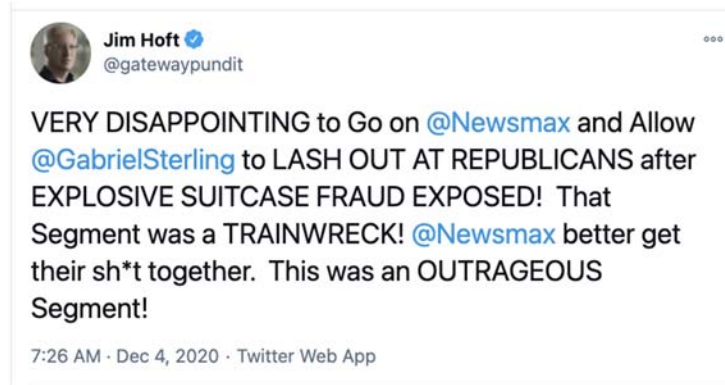 Jim Hoft
@gatewaypundit
VERY DISAPPOINTING to Go on @Newsmax and Allow
@GabrielSterling to LASH OUT AT REPUBLICANS after
EXPLOSIVE SUITCASE FRAUD EXPOSED! That
Segment was a TRAINWRECK! @Newsmax better get
their sh*t together. This was an OUTRAGEOUS
Segment!
7:26 AM · Dec 4, 2020 · Twitter Web App